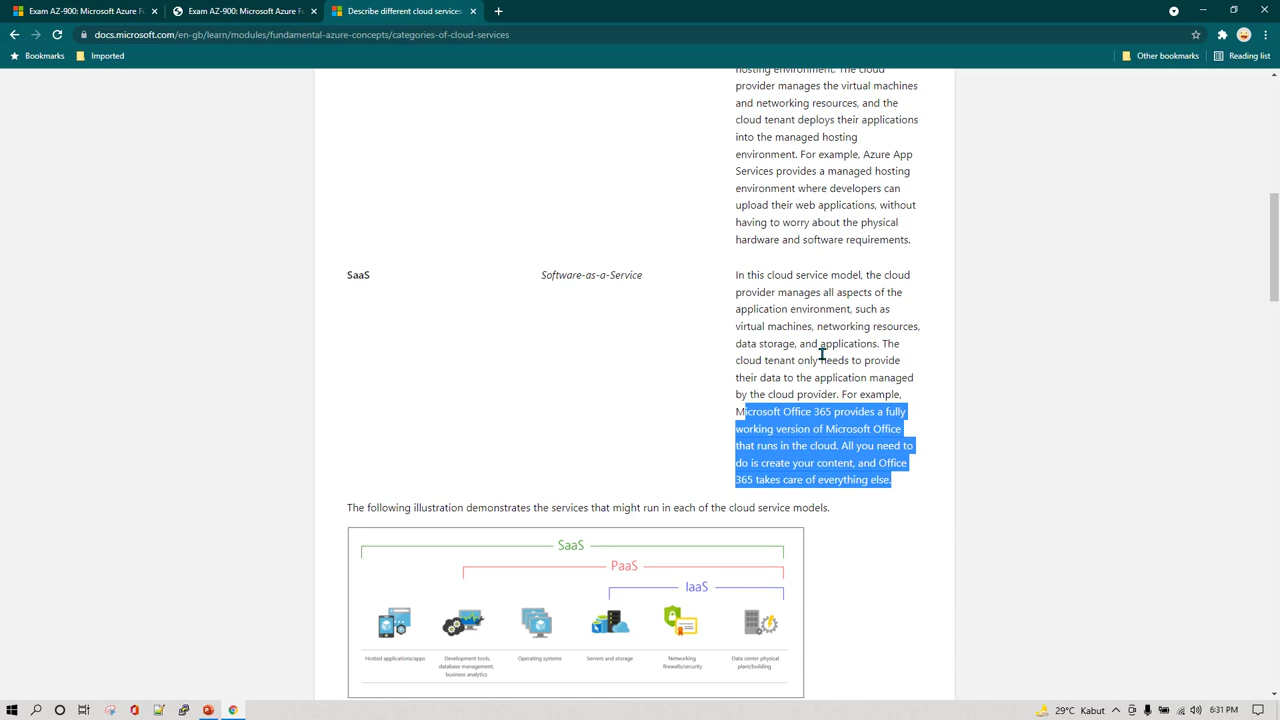 Exam AZ-900: Microsoft Azure Fu
Exam AZ-900: Microsoft Azure Fund
Describe different cloud services
docs.microsoft.com/en-gb/learn/modules/fundamental-azure-concepts/categories-of-cloud-services
Bookmarks
Imported
Other bookmarks
Reading list
hosting environment. The cloud
provider manages the virtual machines
and networking resources, and the
cloud tenant deploys their applications
into the managed hosting
environment. For example, Azure App
Services provides a managed hosting
environment where developers can
upload their web applications, without
having to worry about the physical
hardware and software requirements.
SaaS
Software-as-a-Service
In this cloud service model, the cloud
provider manages all aspects of the
application environment, such as
virtual machines, networking resources,
data storage, and applications. The
cloud tenant only needs to provide
their data to the application managed
by the cloud provider. For example,
Microsoft Office 365 provides a fully
working version of Microsoft Office
that runs in the cloud. All you need to
do is create your content, and Office
365 takes care of everything else.
The following illustration demonstrates the services that might run in each of the cloud service models.
SaaS
PaaS
IaaS
Hosted applications/apps
Development tools,
database management,
business analytics
Operating systems
Servers and storage
Networking
firewalls/security
Data center physical
plant/building
29°C Kabut
6:31 PM